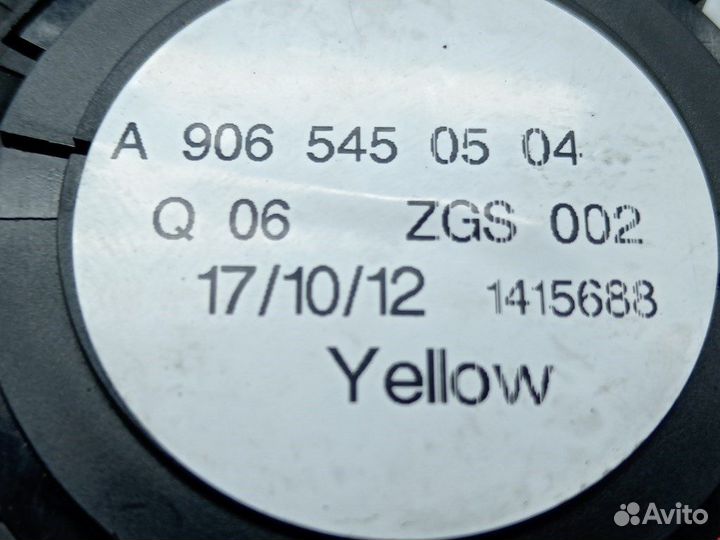 A 906 545 05 04
Q 06 ZGS 002
17/10/12 1415688
Yellow
Avito